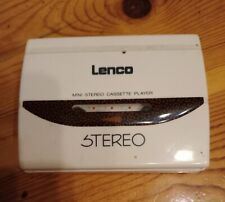 Lenco
MINI STEREO CASSETTE PLAYER
STEREO